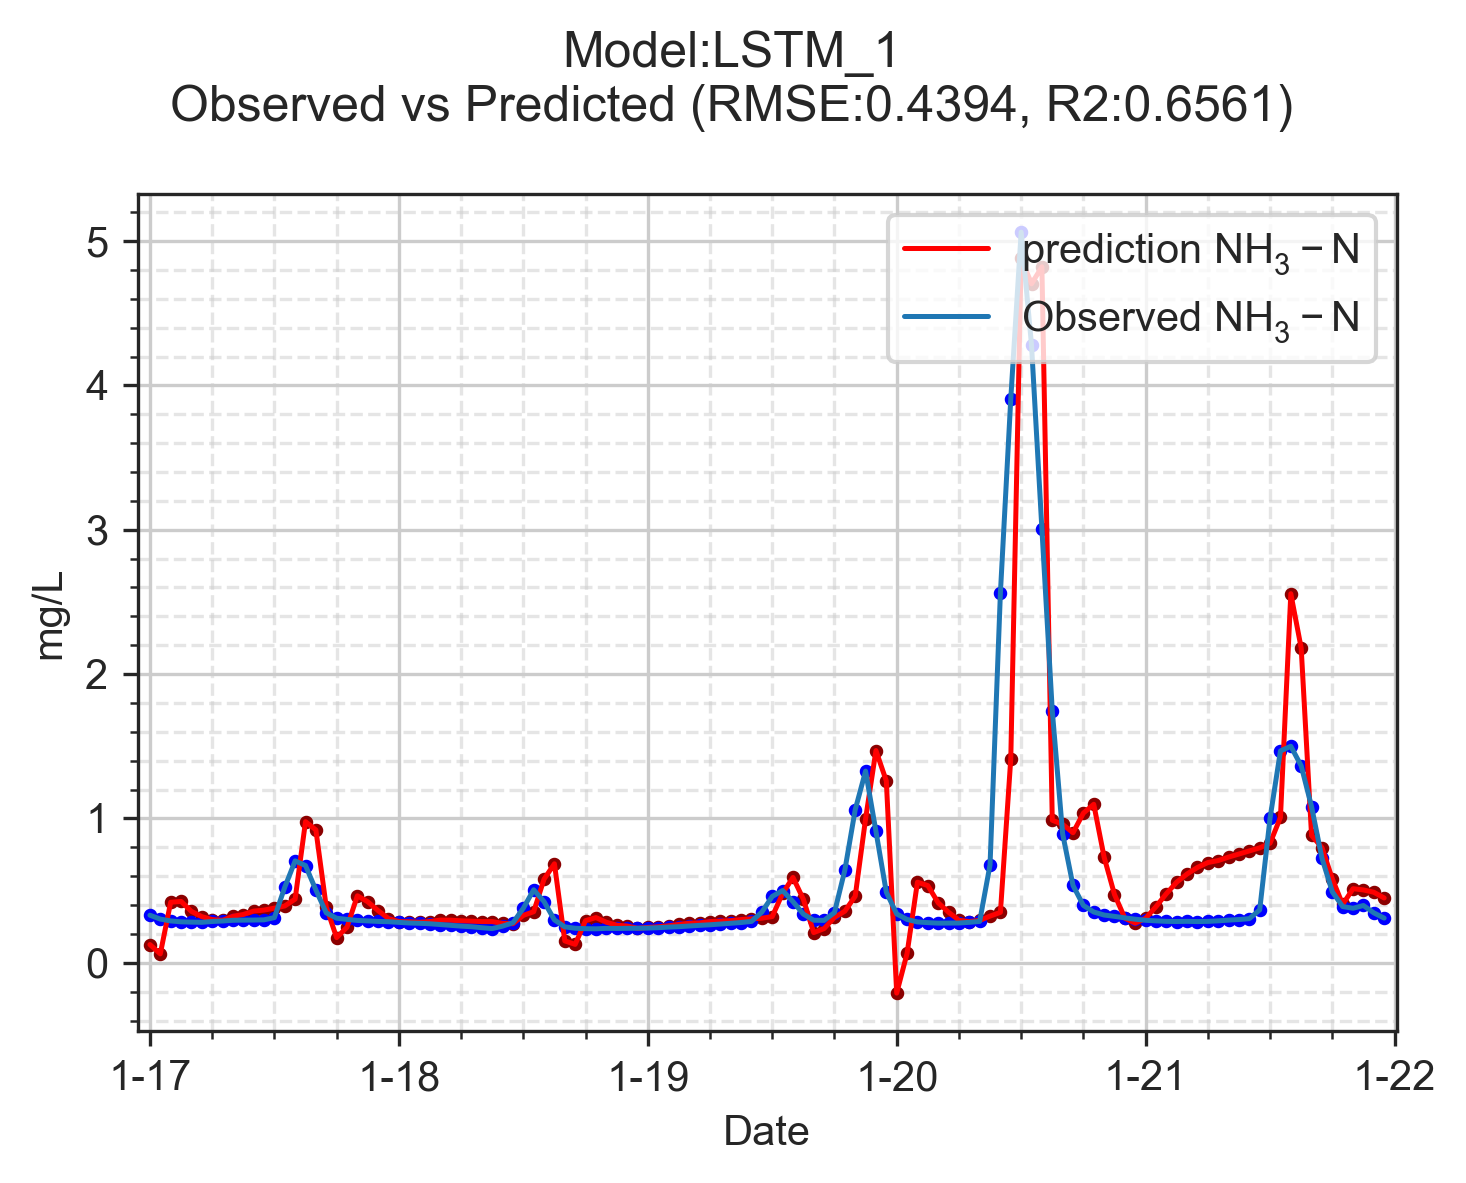 Model:LSTM_1
Observed vs Predicted (RMSE:0.4394, R2:0.6561)
prediction NH₃ − N
Observed NH₃ − N
5
4
3
2
1
0
mg/L
1-17 1-18 1-19 1-20 1-21 1-22
Date